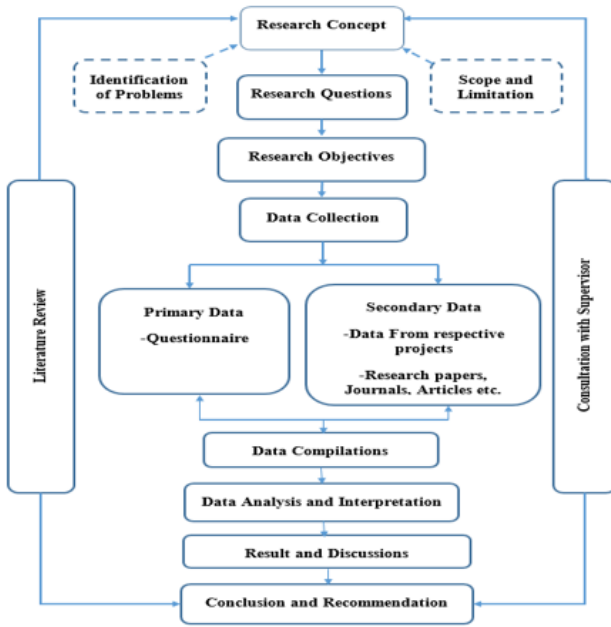 Research Concept
Identification
of Problems
Scope and
Limitation
Research Questions
Research Objectives
Data Collection
Literature Review
Consultation with Supervisor
Primary Data
-Questionnaire
Secondary Data
-Data From respective
projects
-Research papers,
Journals, Articles etc.
Data Compilations
Data Analysis and Interpretation
Result and Discussions
Conclusion and Recommendation